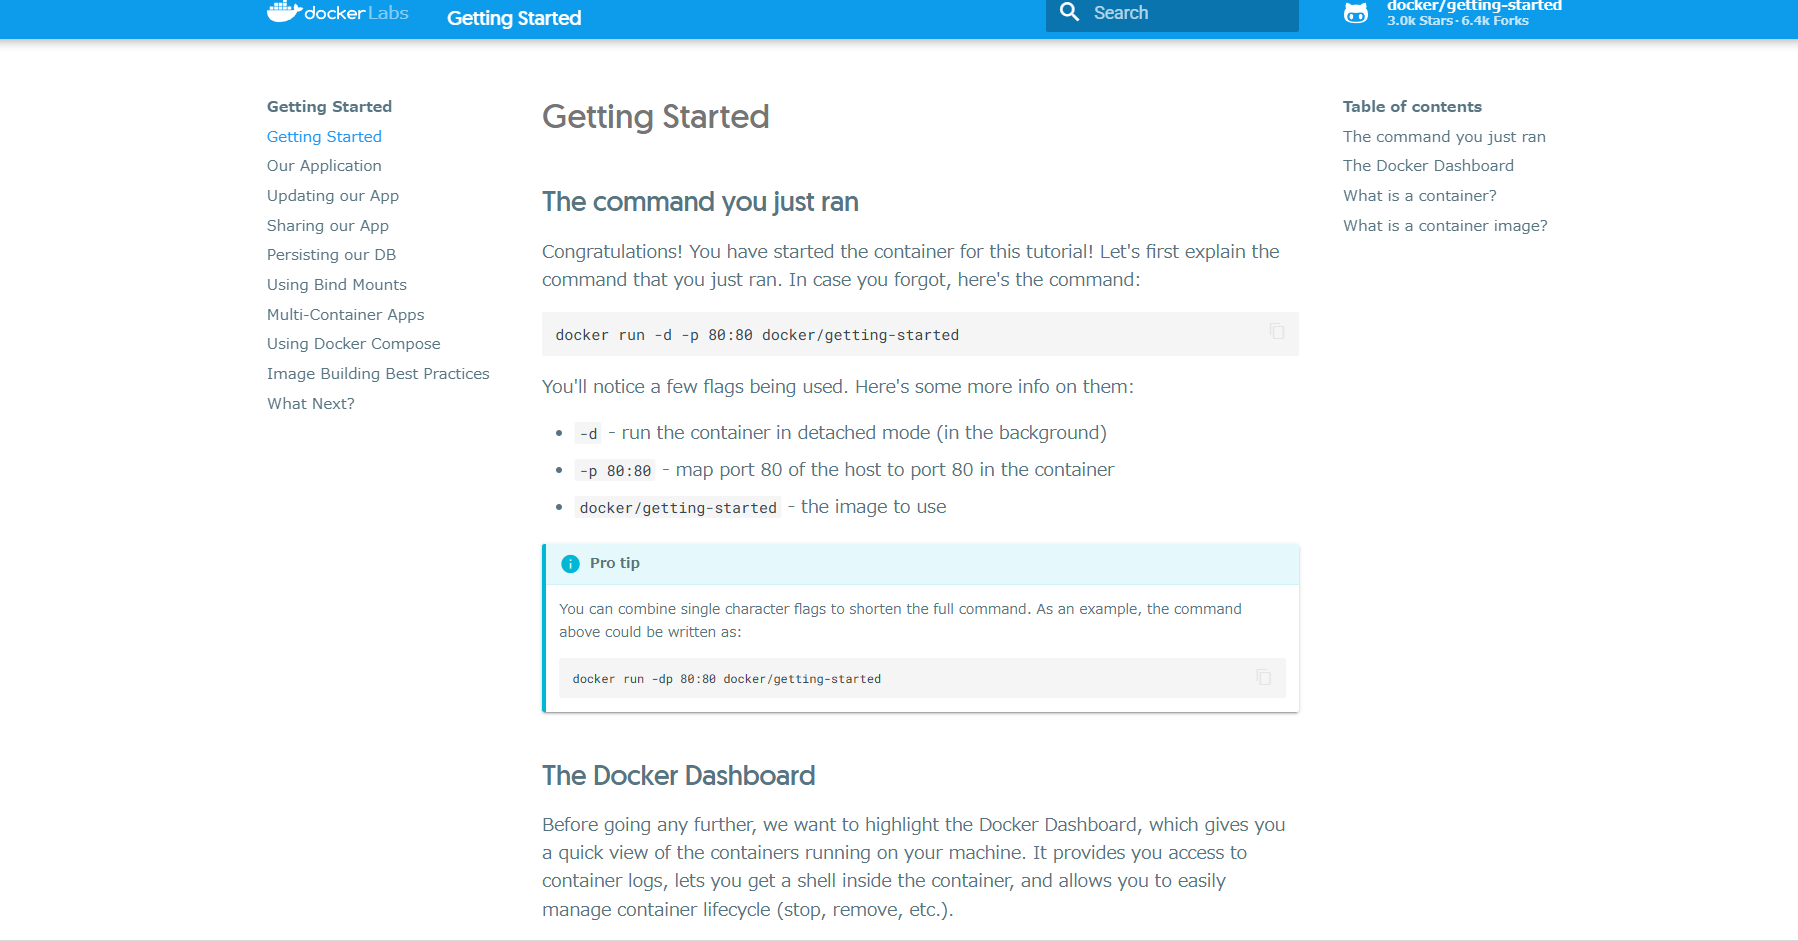 dockerLabs
Getting Started
Search
docker/getting-started
3.0k Stars · 6.4k Forks
Getting Started
Getting Started
Our Application
Updating our App
Sharing our App
Persisting our DB
Using Bind Mounts
Multi-Container Apps
Using Docker Compose
Image Building Best Practices
What Next?
Getting Started
The command you just ran
Congratulations! You have started the container for this tutorial! Let's first explain the
command that you just ran. In case you forgot, here's the command:
docker run -d -p 80:80 docker/getting-started
You'll notice a few flags being used. Here's some more info on them:
• -d - run the container in detached mode (in the background)
• -p 80:80 - map port 80 of the host to port 80 in the container
• docker/getting-started - the image to use
Pro tip
You can combine single character flags to shorten the full command. As an example, the command
above could be written as:
docker run -dp 80:80 docker/getting-started
The Docker Dashboard
Before going any further, we want to highlight the Docker Dashboard, which gives you
a quick view of the containers running on your machine. It provides you access to
container logs, lets you get a shell inside the container, and allows you to easily
manage container lifecycle (stop, remove, etc.).
Table of contents
The command you just ran
The Docker Dashboard
What is a container?
What is a container image?